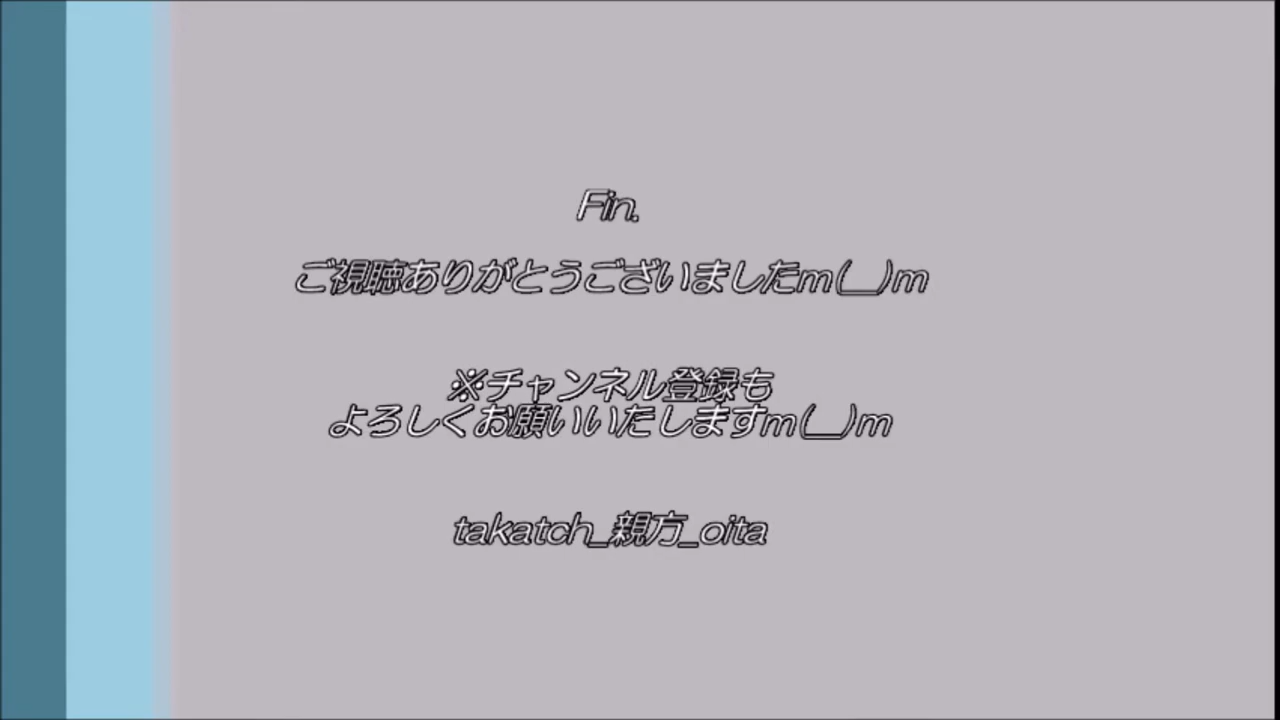 Fin.
ご視聴ありがとうございましたm(__)m
※チャンネル登録も
よろしくお願いいたしますm(__)m
takatch_親方_oita